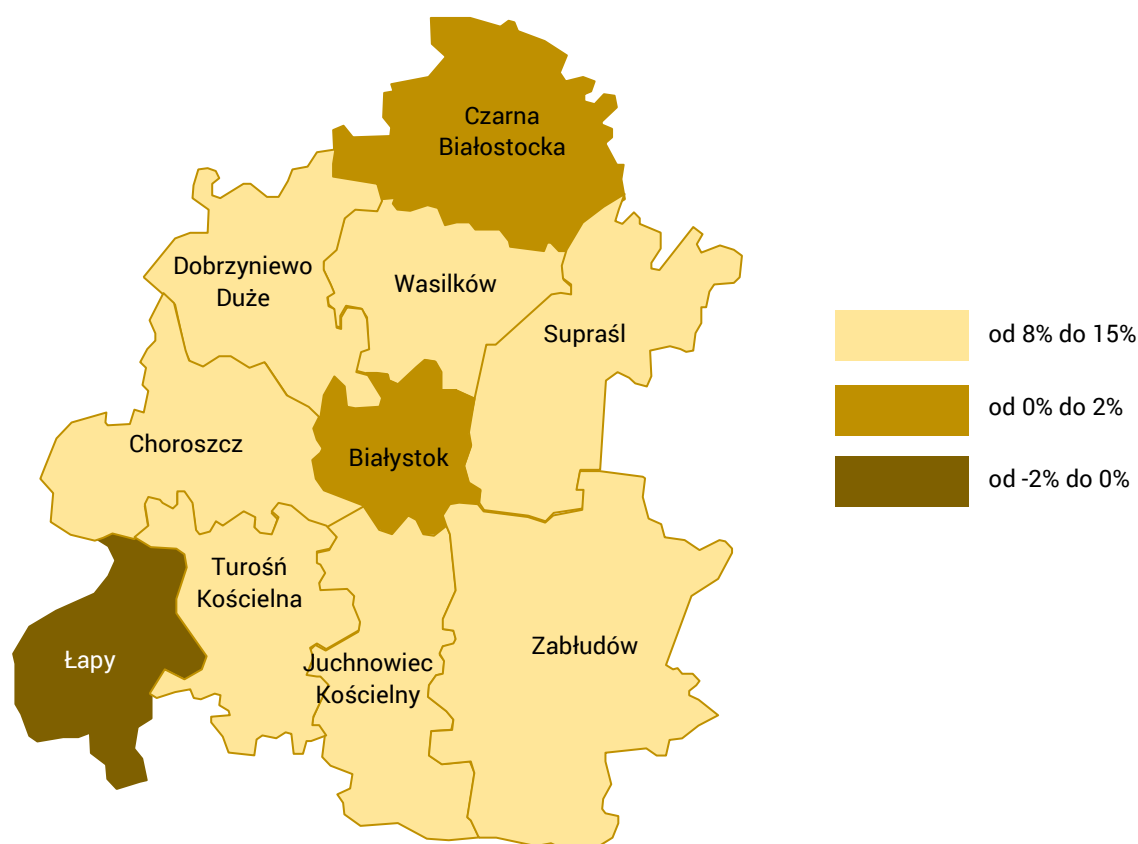 Czarna
Białostocka
Dobrzyniewo
Duże
Wasilków
Supraśl
Choroszcz
Białystok
Turośń
Kościelna
Łapy
Juchnowiec
Kościelny
Zabłudów
od 8% do 15%
od 0% do 2%
od -2% do 0%